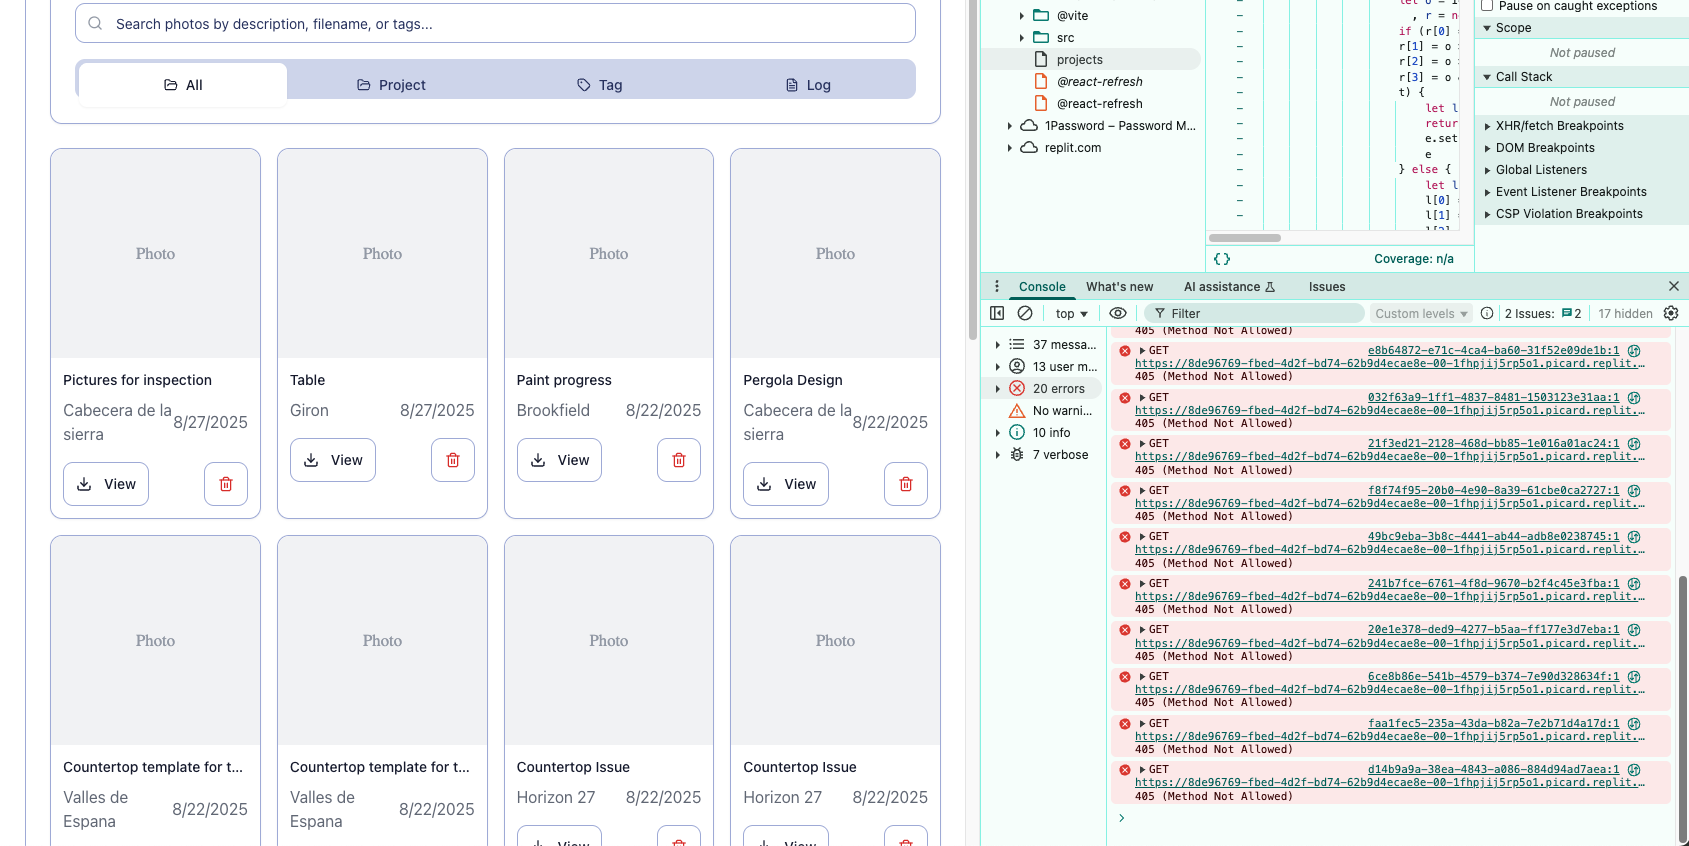 Search photos by description, filename, or tags...
All
Project
Tag
Log
Photo
Photo
Photo
Photo
Pictures for inspection
Cabecera de la
sierra
8/27/2025
View
Table
Giron
8/27/2025
View
Paint progress
Brookfield
8/22/2025
View
Pergola Design
Cabecera de la
sierra
8/22/2025
View
Photo
Photo
Photo
Photo
Countertop template for t...
Valles de
Espana
8/22/2025
Countertop template for t...
Valles de
Espana
8/22/2025
Countertop Issue
Horizon 27
8/22/2025
View
Countertop Issue
Horizon 27
8/22/2025
View
@vite
src
projects
@react-refresh
@react-refresh
1Password – Password M...
replit.com
, r = n
if (r[0] =
r[1] = o
r[2] = o
r[3] = o
t) {
let l
retur
e.set
e
} else {
let l
l[0] =
l[1] =
{ }
Coverage: n/a
Pause on caught exceptions
Scope
Not paused
Call Stack
Not paused
XHR/fetch Breakpoints
DOM Breakpoints
Global Listeners
Event Listener Breakpoints
CSP Violation Breakpoints
Console
What's new
AI assistance
Issues
top
Filter
Custom levels
2 Issues:
2
17 hidden
37 messa...
13 user m...
20 errors
No warni...
10 info
7 verbose
405 (Method Not Allowed)
GET e8b64872-e71c-4ca4-ba60-31f52e09de1b:1
https://8de96769-fbed-4d2f-bd74-62b9d4ecae8e-00-1fhpjij5rp5o1.picard.replit.…
405 (Method Not Allowed)
GET 032f63a9-1ff1-4837-8481-1503123e31aa:1
https://8de96769-fbed-4d2f-bd74-62b9d4ecae8e-00-1fhpjij5rp5o1.picard.replit.…
405 (Method Not Allowed)
GET 21f3ed21-2128-468d-bb85-1e016a01ac24:1
https://8de96769-fbed-4d2f-bd74-62b9d4ecae8e-00-1fhpjij5rp5o1.picard.replit.…
405 (Method Not Allowed)
GET f8f74f95-20b0-4e90-8a39-61cbe0ca2727:1
https://8de96769-fbed-4d2f-bd74-62b9d4ecae8e-00-1fhpjij5rp5o1.picard.replit.…
405 (Method Not Allowed)
GET 49bc9eba-3b8c-4441-ab44-adb8e0238745:1
https://8de96769-fbed-4d2f-bd74-62b9d4ecae8e-00-1fhpjij5rp5o1.picard.replit.…
405 (Method Not Allowed)
GET 241b7fce-6761-4f8d-9670-b2f4c45e3fba:1
https://8de96769-fbed-4d2f-bd74-62b9d4ecae8e-00-1fhpjij5rp5o1.picard.replit.…
405 (Method Not Allowed)
GET 20e1e378-ded9-4277-b5aa-ff177e3d7eba:1
https://8de96769-fbed-4d2f-bd74-62b9d4ecae8e-00-1fhpjij5rp5o1.picard.replit.…
405 (Method Not Allowed)
GET 6ce8b86e-541b-4579-b374-7e90d328634f:1
https://8de96769-fbed-4d2f-bd74-62b9d4ecae8e-00-1fhpjij5rp5o1.picard.replit.…
405 (Method Not Allowed)
GET faa1fec5-235a-43da-b82a-7e2b71d4a17d:1
https://8de96769-fbed-4d2f-bd74-62b9d4ecae8e-00-1fhpjij5rp5o1.picard.replit.…
405 (Method Not Allowed)
GET d14b9a9a-38ea-4843-a086-884d94ad7aea:1
https://8de96769-fbed-4d2f-bd74-62b9d4ecae8e-00-1fhpjij5rp5o1.picard.replit.…
405 (Method Not Allowed)